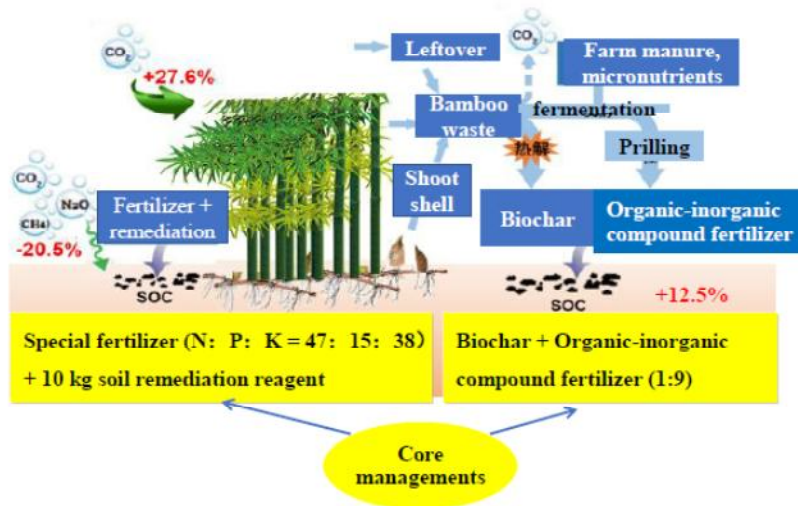 CO₂
+27.6%
Leftover
CO₂
Farm manure,
micronutrients
Bamboo
waste
fermentation
热解
Prilling
CO₂
N₂O
CH₄
-20.5%
Fertilizer +
remediation
Shoot
shell
Biochar
Organic-inorganic
compound fertilizer
SOC
SOC
+12.5%
Special fertilizer (N: P: K = 47: 15: 38）
+ 10 kg soil remediation reagent
Biochar + Organic-inorganic
compound fertilizer (1:9)
Core
managements